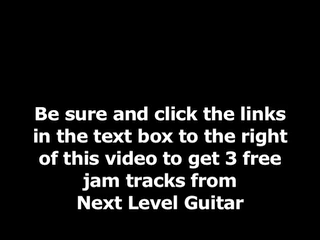 Be sure and click the links
in the text box to the right
of this video to get 3 free
jam tracks from
Next Level Guitar